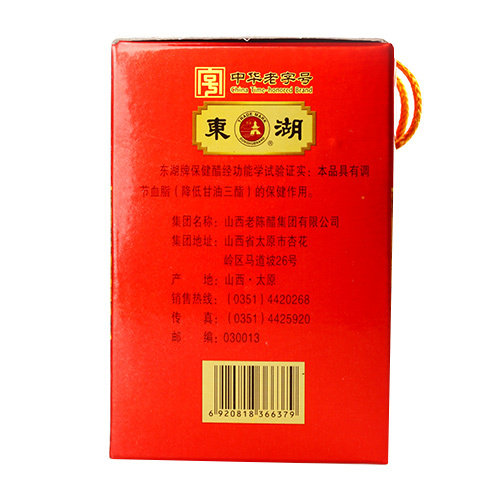 中华老字号
China Time-honored Brand
東 湖
®
东湖牌保健醋经功能学试验证实：本品具有调
节血脂（降低甘油三酯）的保健作用。
集团名称：山西老陈醋集团有限公司
集团地址：山西省太原市杏花
岭区马道坡26号
产 地：山西·太原
销售热线：（0351）4420268
传 真：（0351）4425920
邮 编：030013
6 920818 366379